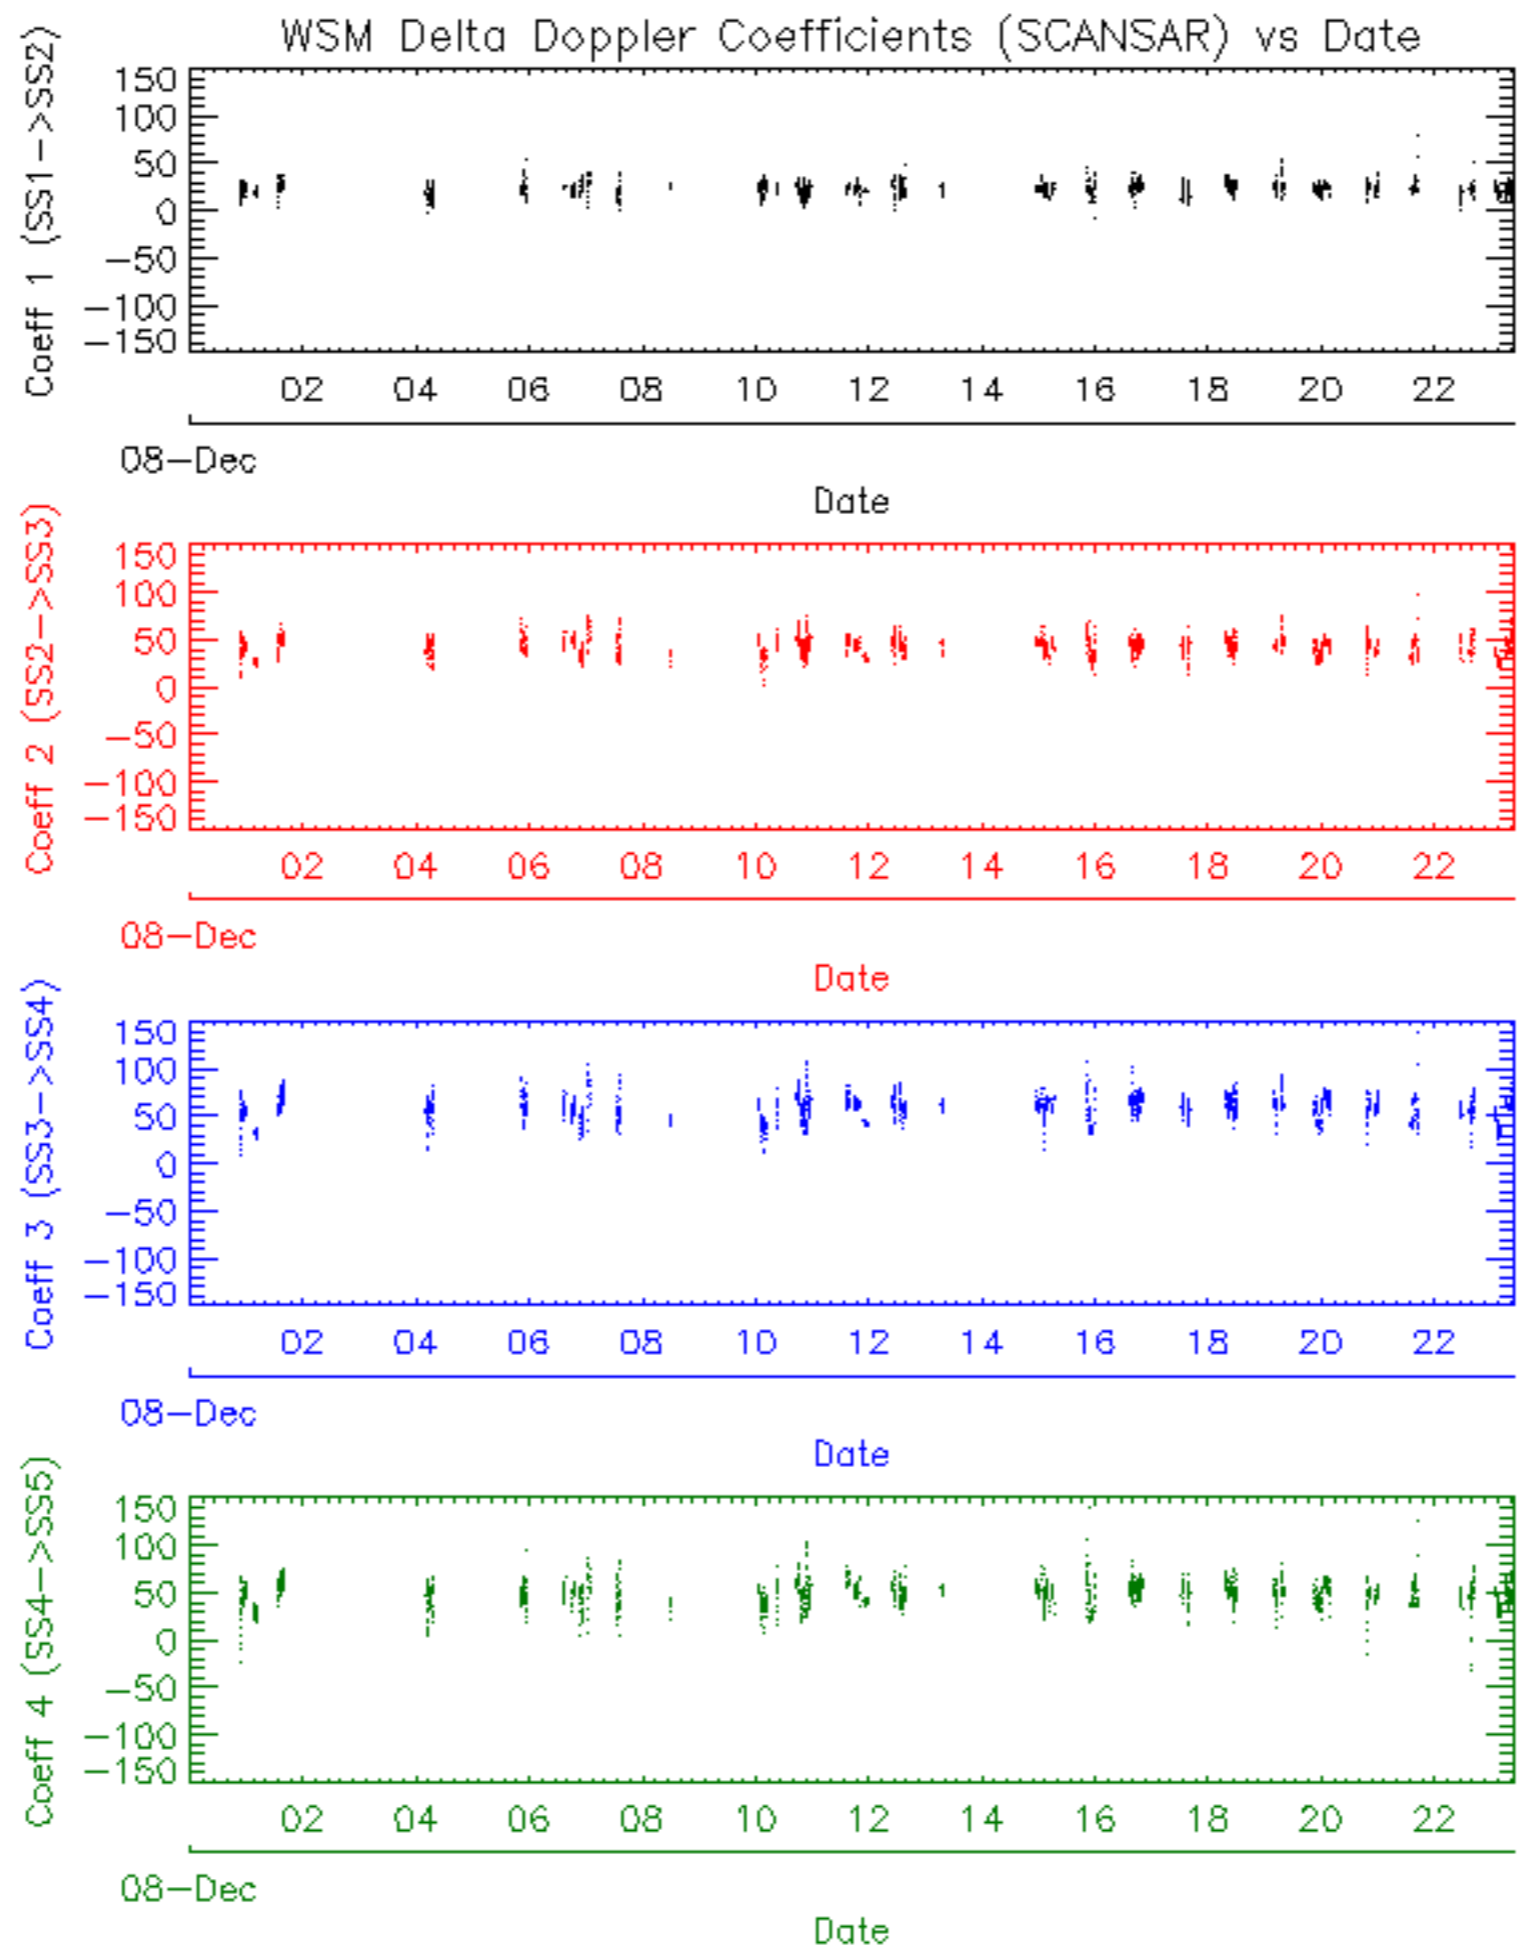 WSM Delta Doppler Coefficients (SCANSAR) vs Date
Coeff 1 (SS1->SS2)
150
100
50
0
-50
-100
-150
02 04 06 08 10 12 14 16 18 20 22
08-Dec
Date
Coeff 2 (SS2->SS3)
150
100
50
0
-50
-100
-150
02 04 06 08 10 12 14 16 18 20 22
08-Dec
Date
Coeff 3 (SS3->SS4)
150
100
50
0
-50
-100
-150
02 04 06 08 10 12 14 16 18 20 22
08-Dec
Date
Coeff 4 (SS4->SS5)
150
100
50
0
-50
-100
-150
02 04 06 08 10 12 14 16 18 20 22
08-Dec
Date